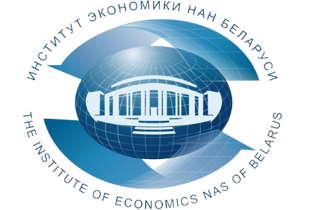 ИНСТИТУТ ЭКОНОМИКИ НАН БЕЛАРУСИ
THE INSTITUTE OF ECONOMICS NAS OF BELARUS